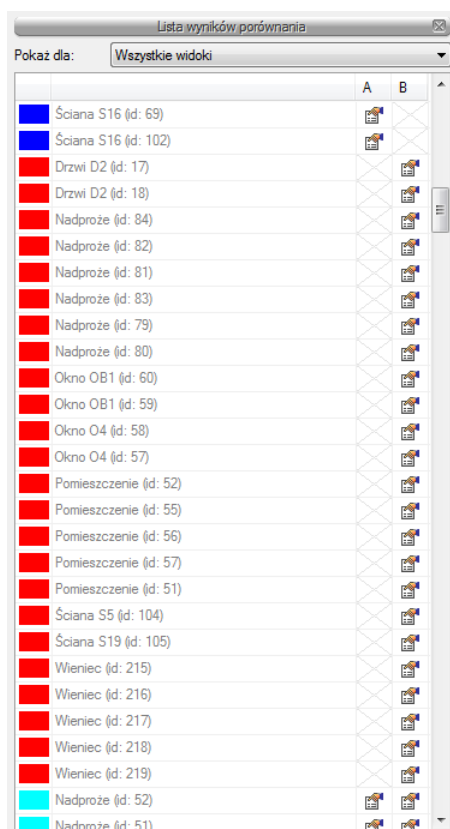 Lista wyników porównania
Pokaż dla: Wszystkie widoki
A B
Ściana S16 (id: 69)
Ściana S16 (id: 102)
Drzwi D2 (id: 17)
Drzwi D2 (id: 18)
Nadproże (id: 84)
Nadproże (id: 82)
Nadproże (id: 81)
Nadproże (id: 83)
Nadproże (id: 79)
Nadproże (id: 80)
Okno OB1 (id: 60)
Okno OB1 (id: 59)
Okno O4 (id: 58)
Okno O4 (id: 57)
Pomieszczenie (id: 52)
Pomieszczenie (id: 55)
Pomieszczenie (id: 56)
Pomieszczenie (id: 57)
Pomieszczenie (id: 51)
Ściana S5 (id: 104)
Ściana S19 (id: 105)
Wieniec (id: 215)
Wieniec (id: 216)
Wieniec (id: 217)
Wieniec (id: 218)
Wieniec (id: 219)
Nadproże (id: 52)
Nadproże (id: 51)